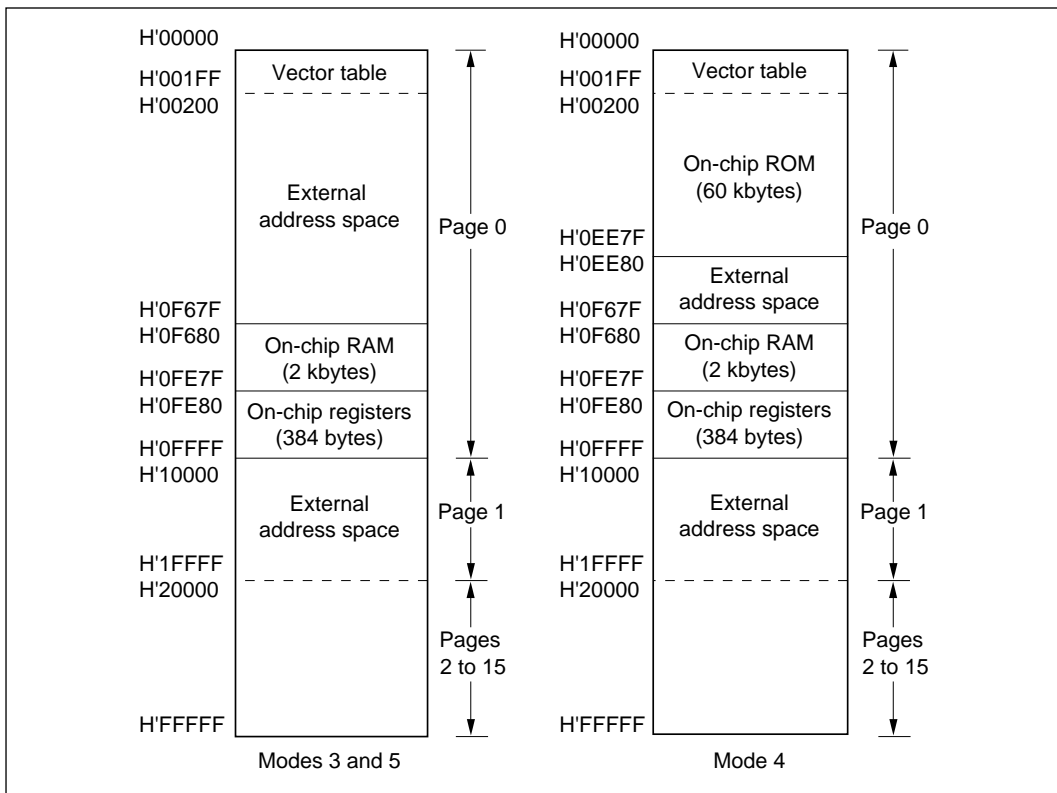 H'00000
Vector table
H'001FF
H'00200
External
address space
Page 0
H'0F67F
H'0F680
On-chip RAM
(2 kbytes)
H'0FE7F
H'0FE80
On-chip registers
(384 bytes)
H'0FFFF
H'10000
External
address space
Page 1
H'1FFFF
H'20000
Pages
2 to 15
H'FFFFF
Modes 3 and 5
H'00000
Vector table
H'001FF
H'00200
On-chip ROM
(60 kbytes)
Page 0
H'0EE7F
H'0EE80
External
address space
H'0F67F
H'0F680
On-chip RAM
(2 kbytes)
H'0FE7F
H'0FE80
On-chip registers
(384 bytes)
H'0FFFF
H'10000
External
address space
Page 1
H'1FFFF
H'20000
Pages
2 to 15
H'FFFFF
Mode 4